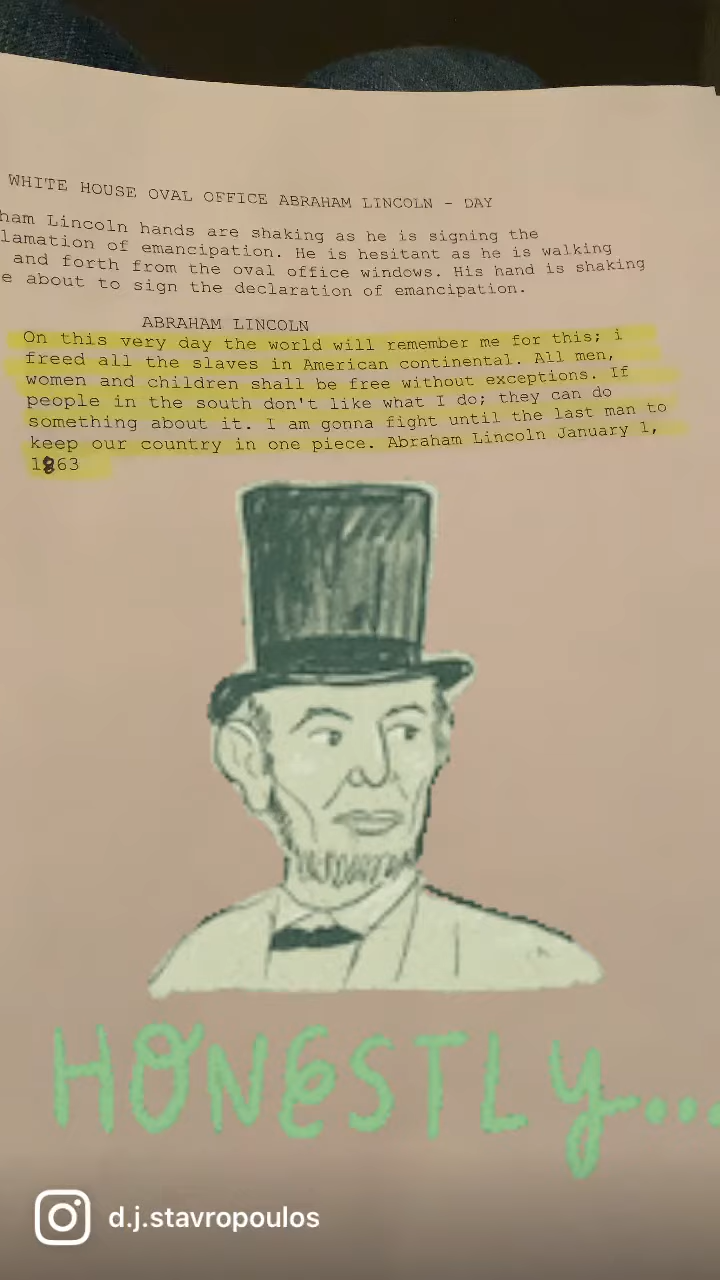 WHITE HOUSE OVAL OFFICE ABRAHAM LINCOLN - DAY
ham Lincoln hands are shaking as he is signing the
lamation of emancipation. He is hesitant as he is walking
and forth from the oval office windows. His hand is shaking
e about to sign the declaration of emancipation.
ABRAHAM LINCOLN
On this very day the world will remember me for this; i
freed all the slaves in American continental. All men,
women and children shall be free without exceptions. If
people in the south don't like what I do; they can do
something about it. I am gonna fight until the last man to
keep our country in one piece. Abraham Lincoln January 1,
1863
HONESTLY...
d.j.stavropoulos